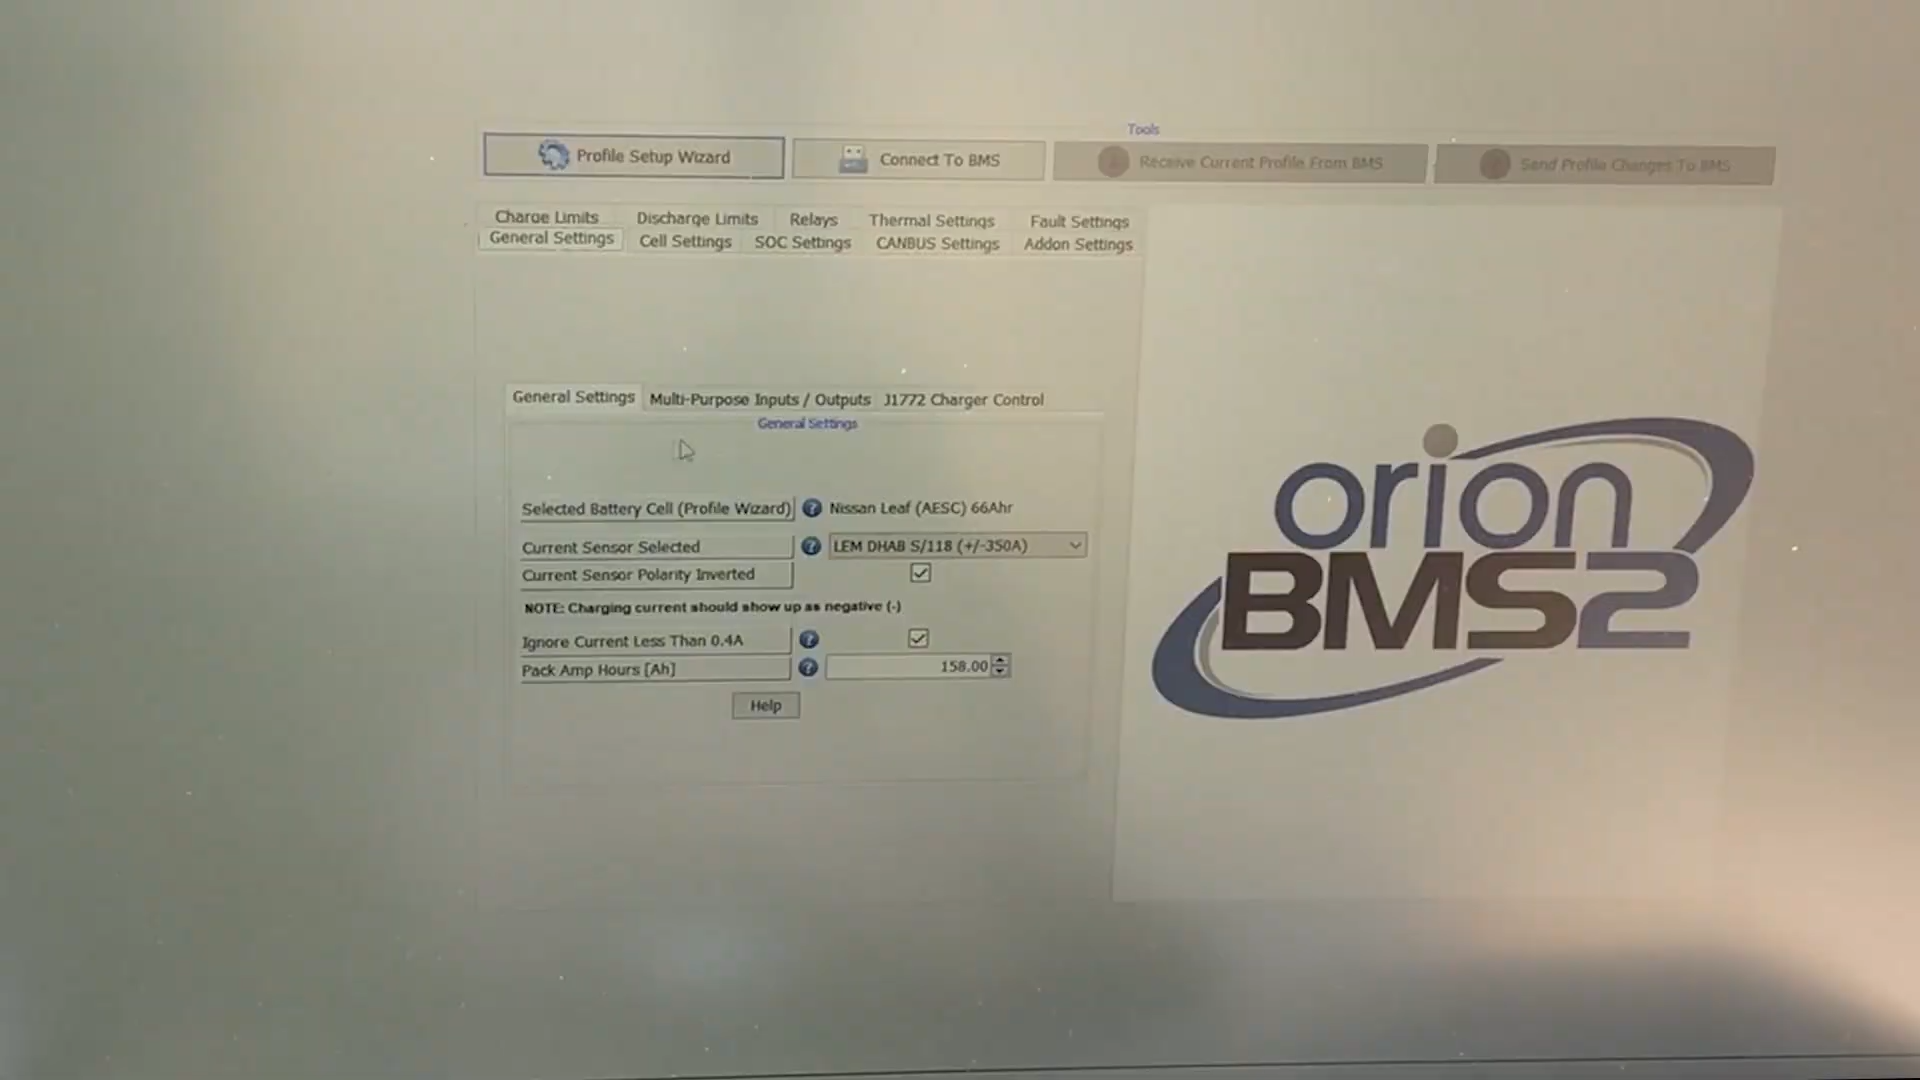 Tools
Profile Setup Wizard Connect To BMS Receive Current Profile From BMS Send Profile Changes To BMS
Charge Limits Discharge Limits Relays Thermal Settings Fault Settings
General Settings Cell Settings SOC Settings CANBUS Settings Addon Settings
General Settings Multi-Purpose Inputs / Outputs J1772 Charger Control
General Settings
Selected Battery Cell (Profile Wizard) ? Nissan Leaf (AESC) 66Ahr
Current Sensor Selected ? LEM DHAB S/118 (+/-350A)
Current Sensor Polarity Inverted
NOTE: Charging current should show up as negative (-)
Ignore Current Less Than 0.4A ?
Pack Amp Hours [Ah] ? 158.00
Help
orion
BMS2